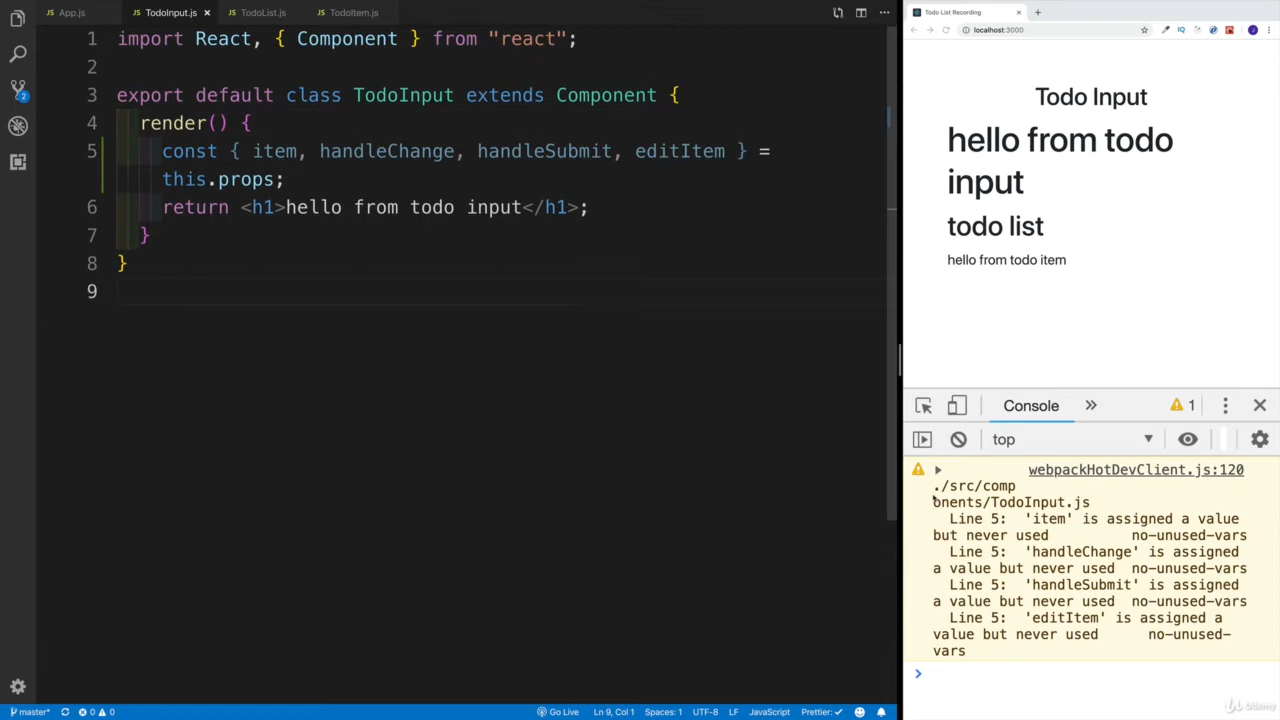 App.js
TodoInput.js
TodoList.js
TodoItem.js
1 import React, { Component } from "react";
2
3 export default class TodoInput extends Component {
4 render() {
5 const { item, handleChange, handleSubmit, editItem } =
this.props;
6 return <h1>hello from todo input</h1>;
7 }
8 }
9
2
master*
0 0
Go Live
Ln 9, Col 1
Spaces: 1
UTF-8
LF
JavaScript
Prettier: ✓
Todo List Recording
localhost:3000
IQ
J
Todo Input
hello from todo
input
todo list
hello from todo item
Console
1
top
webpackHotDevClient.js:120
./src/comp
onents/TodoInput.js
Line 5: 'item' is assigned a value
but never used no-unused-vars
Line 5: 'handleChange' is assigned
a value but never used no-unused-vars
Line 5: 'handleSubmit' is assigned
a value but never used no-unused-vars
Line 5: 'editItem' is assigned a
value but never used no-unused-
vars
Udemy